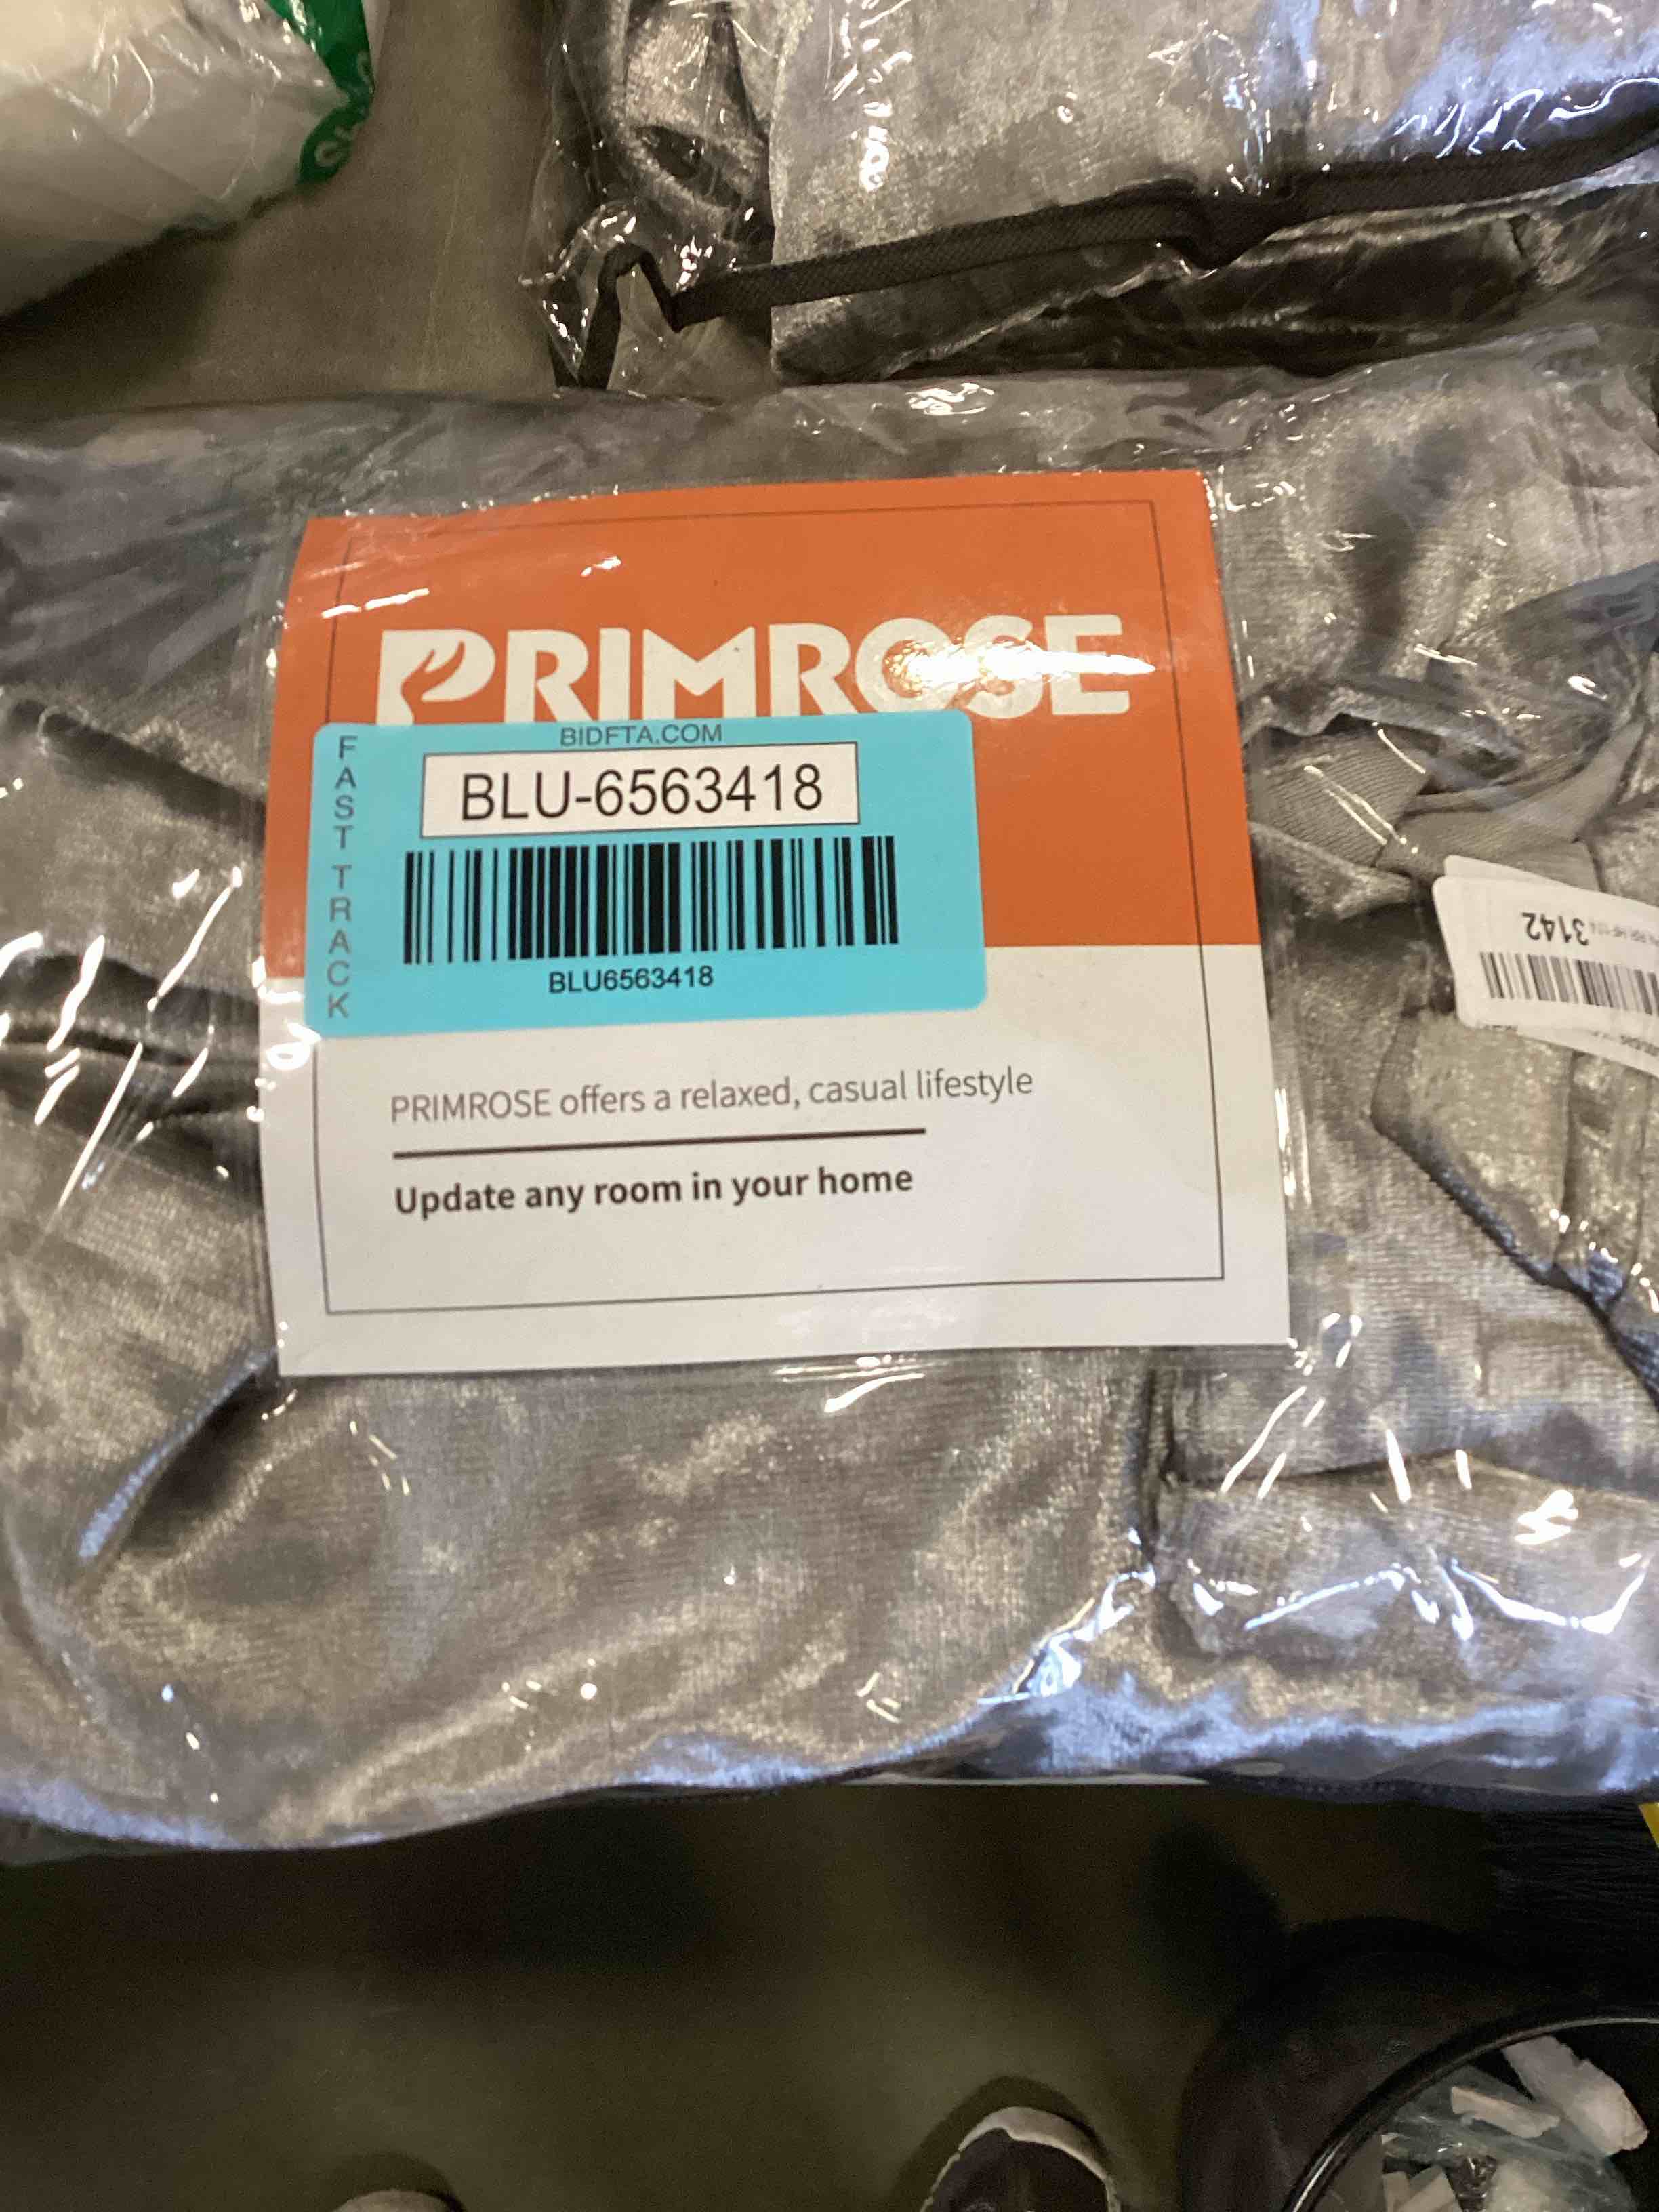 PRIMROSE
BIDFTA.COM
FAST TRACK
BLU-6563418
BLU6563418
PRIMROSE offers a relaxed, casual lifestyle
Update any room in your home
3142